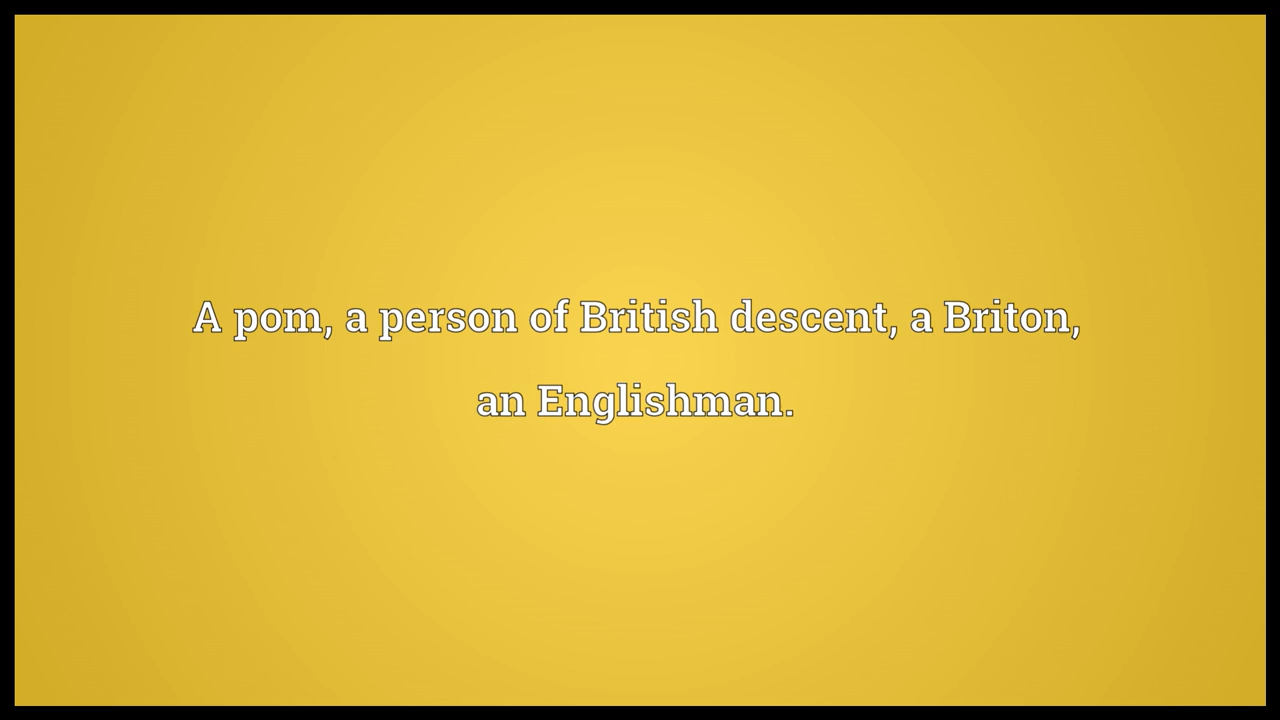 A pom, a person of British descent, a Briton,
an Englishman.